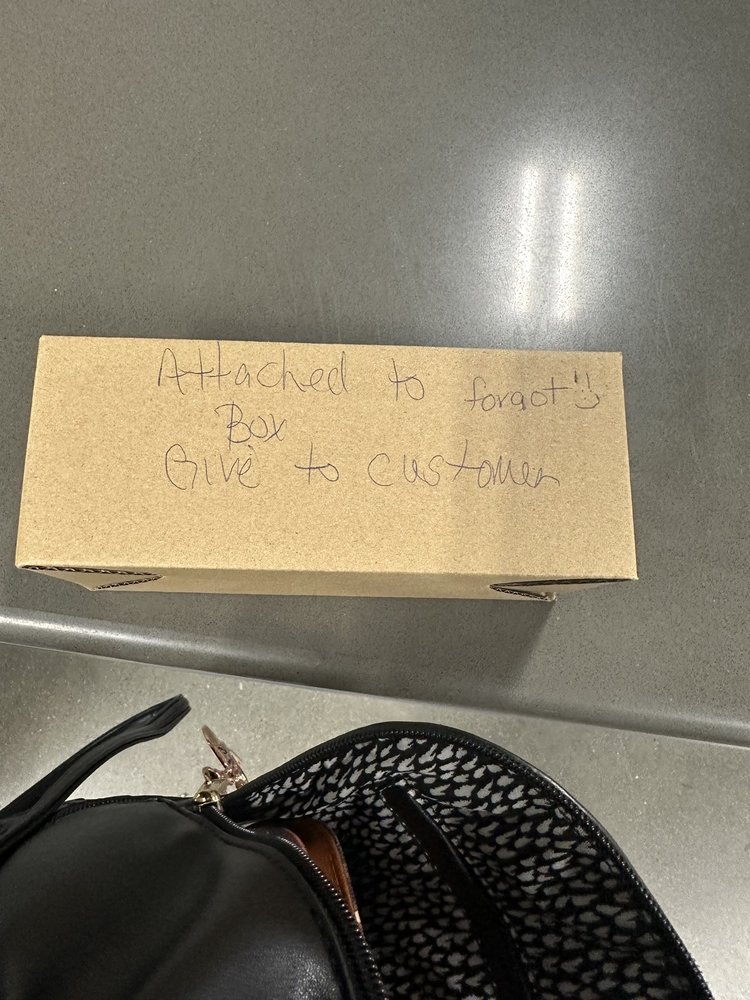 Attached to forgot
Box
Give to customer